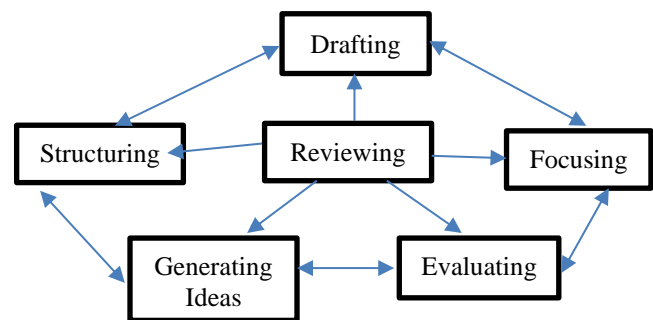 Drafting
Structuring
Reviewing
Focusing
Generating
Ideas
Evaluating